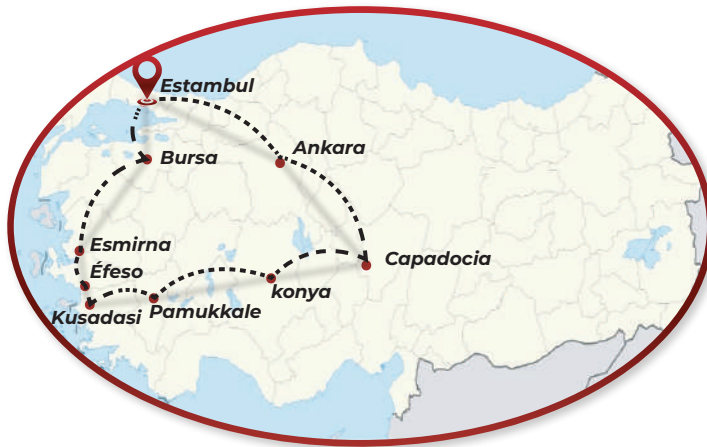 Estambul
Ankara
Bursa
Esmirna
Capadocia
Éfeso
konya
Kusadasi
Pamukkale